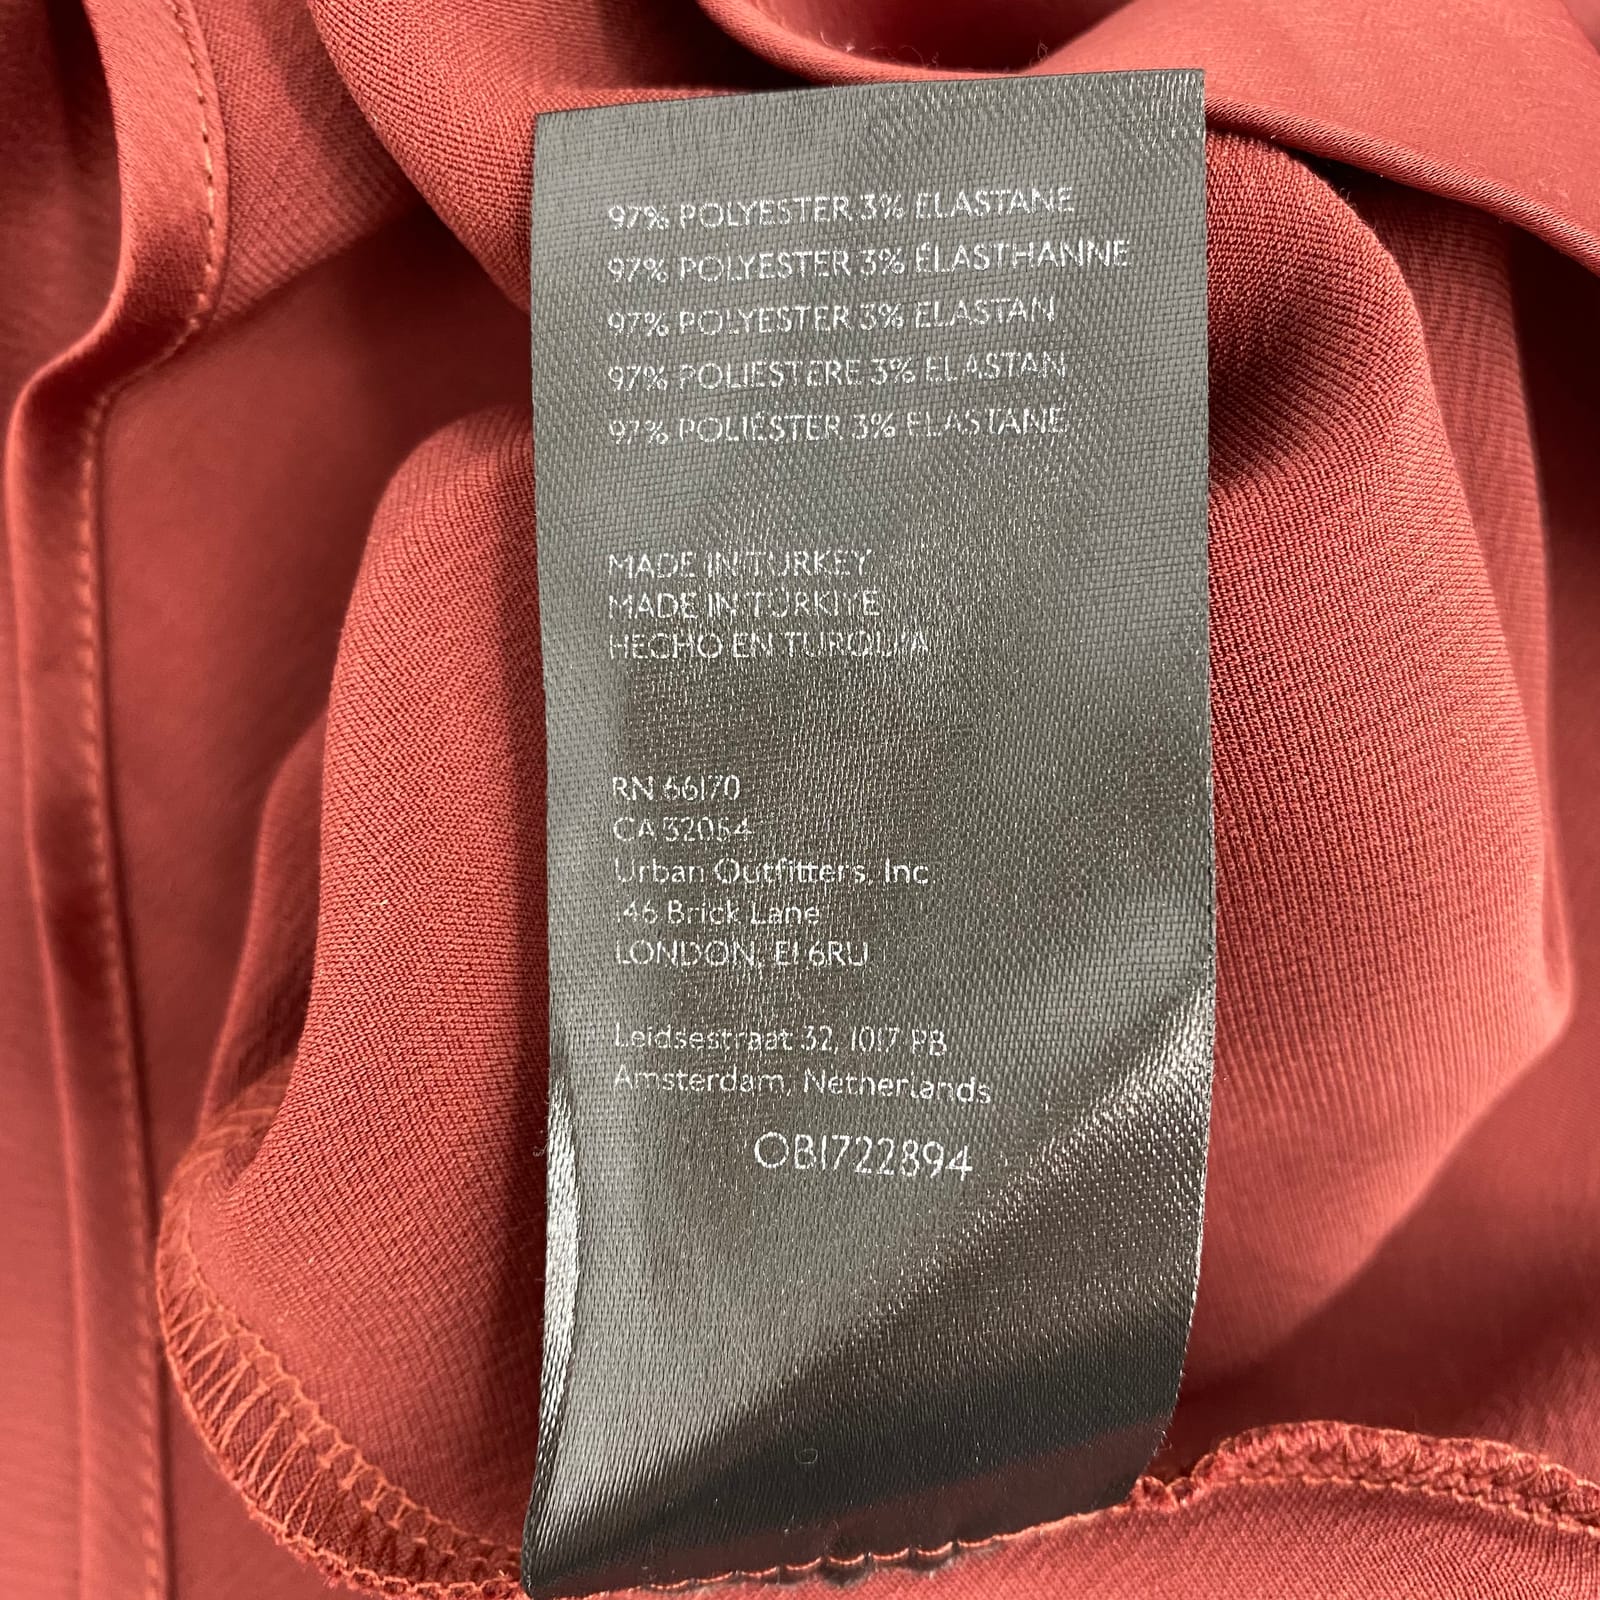 97% POLYESTER 3% ELASTANE
97% POLYESTER 3% ÉLASTHANNE
97% POLYESTER 3% ELASTAN
97% POLIESTERE 3% ELASTAN
97% POLIÉSTER 3% ELASTANE
MADE IN TURKEY
MADE IN TÜRKIYE
HECHO EN TURQUÍA
RN 66170
CA 32054
Urban Outfitters, Inc
146 Brick Lane
LONDON, E1 6RU
Leidsestraat 32, 1017 PB
Amsterdam, Netherlands
OB1722894